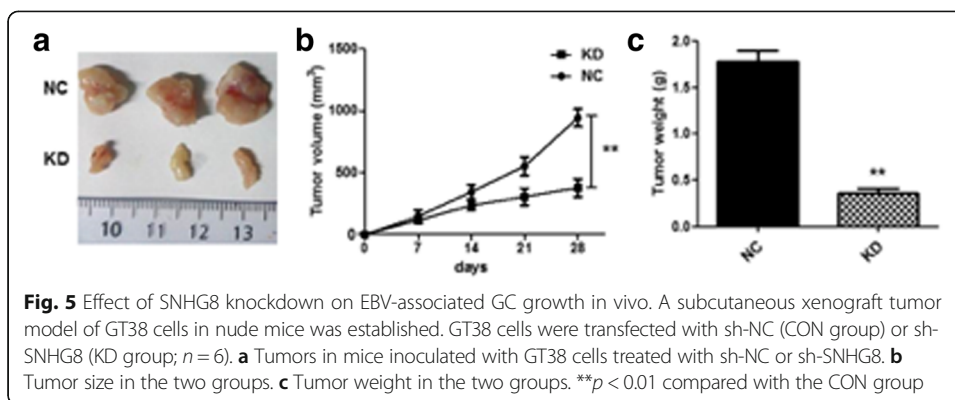 a
NC
KD
10 11 12 13
b
Tumor volume (mm³)
1500
1000
500
0
0 7 14 21 28
days
KD
NC
**
c
Tumor weight (g)
2.0
1.5
1.0
0.5
0.0
**
NC KD
Fig. 5 Effect of SNHG8 knockdown on EBV-associated GC growth in vivo. A subcutaneous xenograft tumor
model of GT38 cells in nude mice was established. GT38 cells were transfected with sh-NC (CON group) or sh-
SNHG8 (KD group; n = 6). a Tumors in mice inoculated with GT38 cells treated with sh-NC or sh-SNHG8. b
Tumor size in the two groups. c Tumor weight in the two groups. **p < 0.01 compared with the CON group